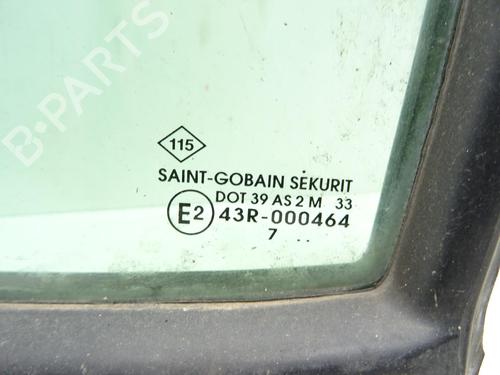 B-PARTS
115
SAINT-GOBAIN SEKURIT
DOT 39 AS 2 M 33
E2 43R-000464
7 ..